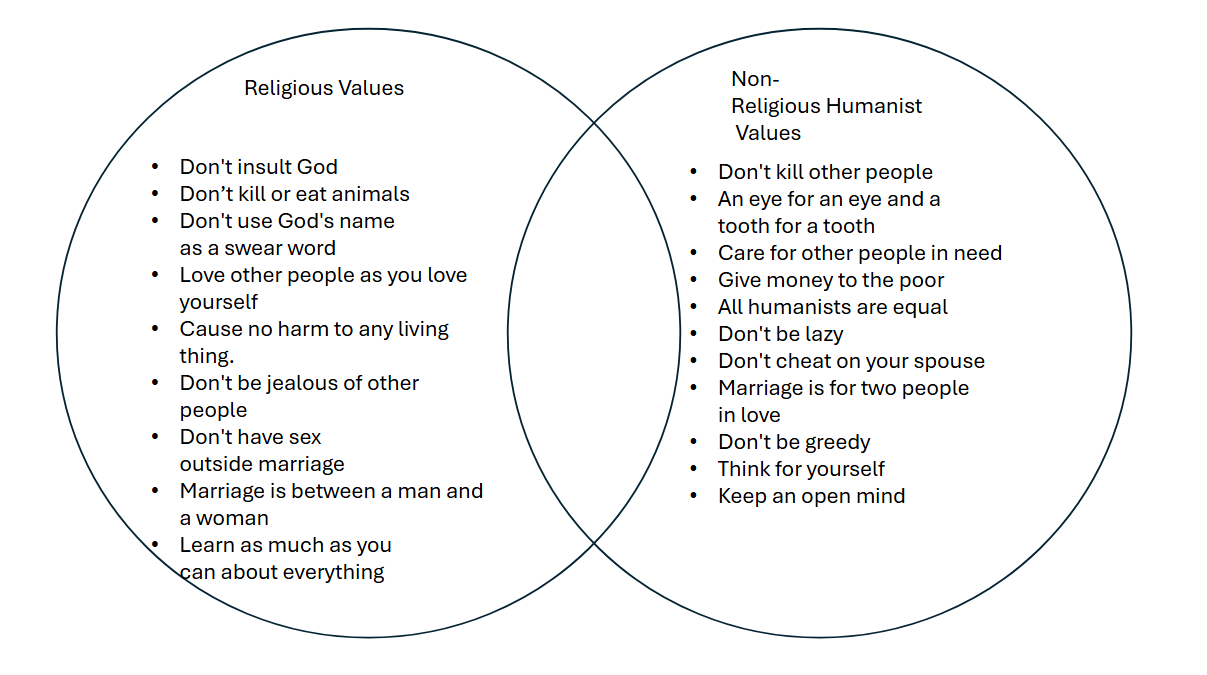 Religious Values
• Don't insult God
• Don’t kill or eat animals
• Don't use God's name
as a swear word
• Love other people as you love
yourself
• Cause no harm to any living
thing.
• Don't be jealous of other
people
• Don't have sex
outside marriage
• Marriage is between a man and
a woman
• Learn as much as you
can about everything
Non-
Religious Humanist
Values
• Don't kill other people
• An eye for an eye and a
tooth for a tooth
• Care for other people in need
• Give money to the poor
• All humanists are equal
• Don't be lazy
• Don't cheat on your spouse
• Marriage is for two people
in love
• Don't be greedy
• Think for yourself
• Keep an open mind